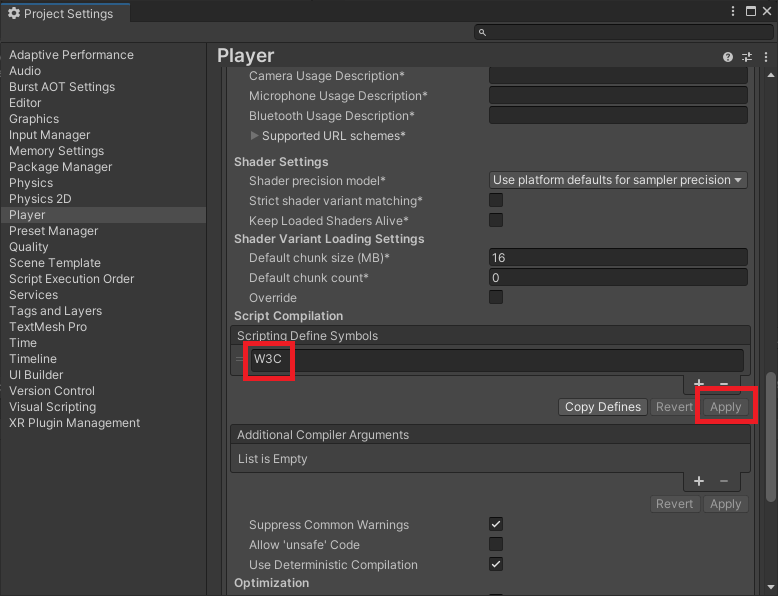 Project Settings
Adaptive Performance
Audio
Burst AOT Settings
Editor
Graphics
Input Manager
Memory Settings
Package Manager
Physics
Physics 2D
Player
Preset Manager
Quality
Scene Template
Script Execution Order
Services
Tags and Layers
TextMesh Pro
Time
Timeline
UI Builder
Version Control
Visual Scripting
XR Plugin Management
Player
Camera Usage Description*
Microphone Usage Description*
Bluetooth Usage Description*
Supported URL schemes*
Shader Settings
Shader precision model* Use platform defaults for sampler precision
Strict shader variant matching*
Keep Loaded Shaders Alive*
Shader Variant Loading Settings
Default chunk size (MB)* 16
Default chunk count* 0
Override
Script Compilation
Scripting Define Symbols
W3C
+ −
Copy Defines Revert Apply
Additional Compiler Arguments
List is Empty
+ −
Revert Apply
Suppress Common Warnings
Allow 'unsafe' Code
Use Deterministic Compilation
Optimization